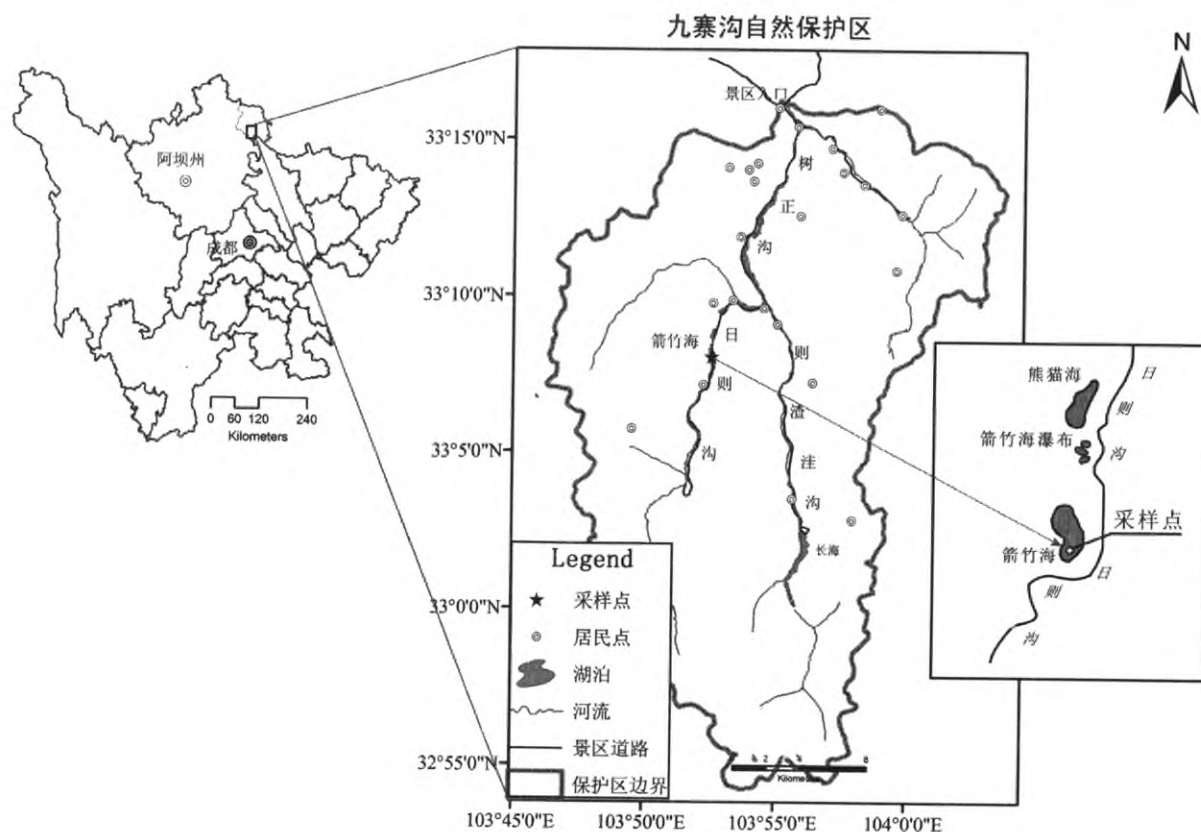 九寨沟自然保护区
N
阿坝州
成都
0 60 120 240
Kilometers
33°15'0"N
33°10'0"N
33°5'0"N
33°0'0"N
32°55'0"N
103°45'0"E
103°50'0"E
103°55'0"E
104°0'0"E
景区入口
树
正
沟
箭竹海
日
则
沟
则
渣
洼
沟
长海
Kilometers
Legend
采样点
居民点
湖泊
河流
景区道路
保护区边界
熊猫海
箭竹海瀑布
箭竹海
采样点
日
则
沟
日
则
沟